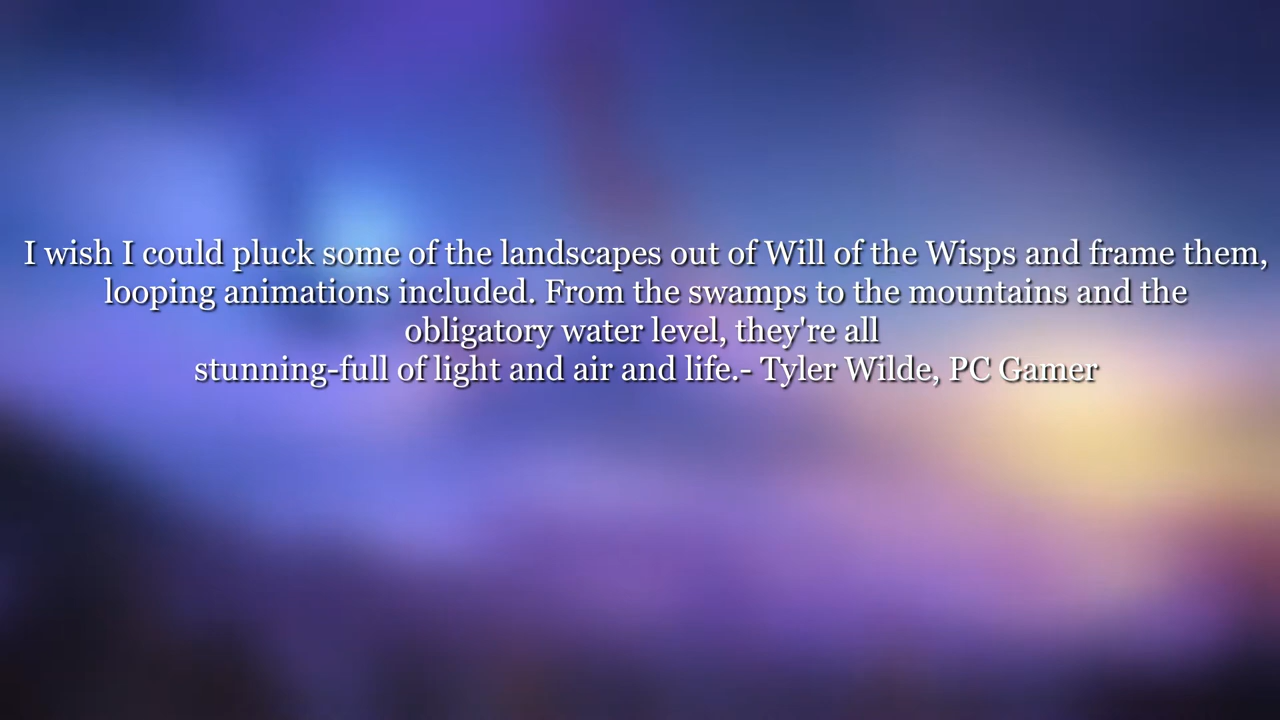 I wish I could pluck some of the landscapes out of Will of the Wisps and frame them,
looping animations included. From the swamps to the mountains and the
obligatory water level, they're all
stunning-full of light and air and life.- Tyler Wilde, PC Gamer